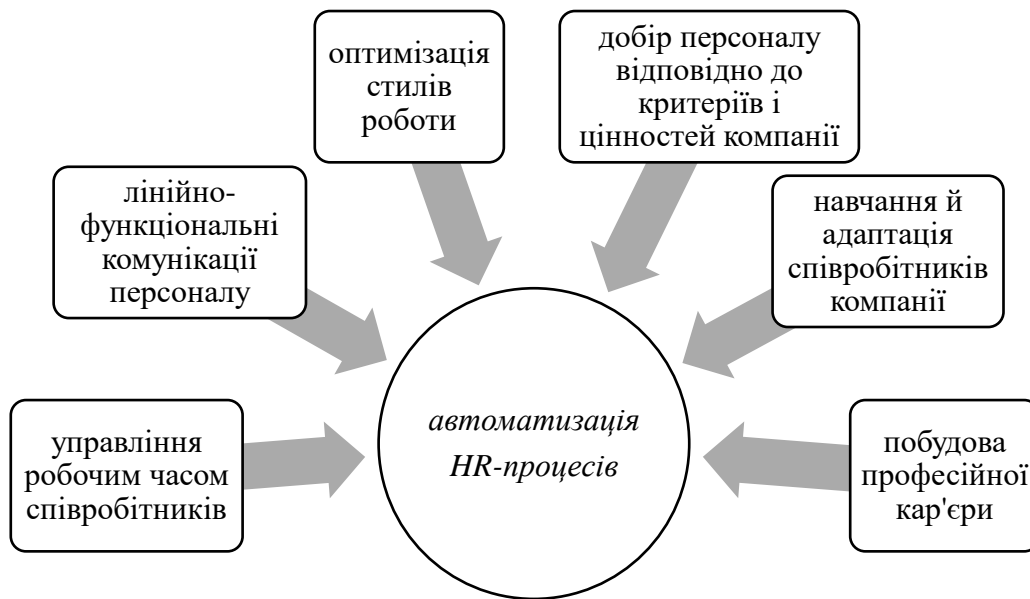 оптимізація
стилів
роботи
добір персоналу
відповідно до
критеріїв і
цінностей компанії
лінійно-
функціональні
комунікації
персоналу
навчання й
адаптація
співробітників
компанії
управління
робочим часом
співробітників
автоматизація
HR-процесів
побудова
професійної
кар'єри